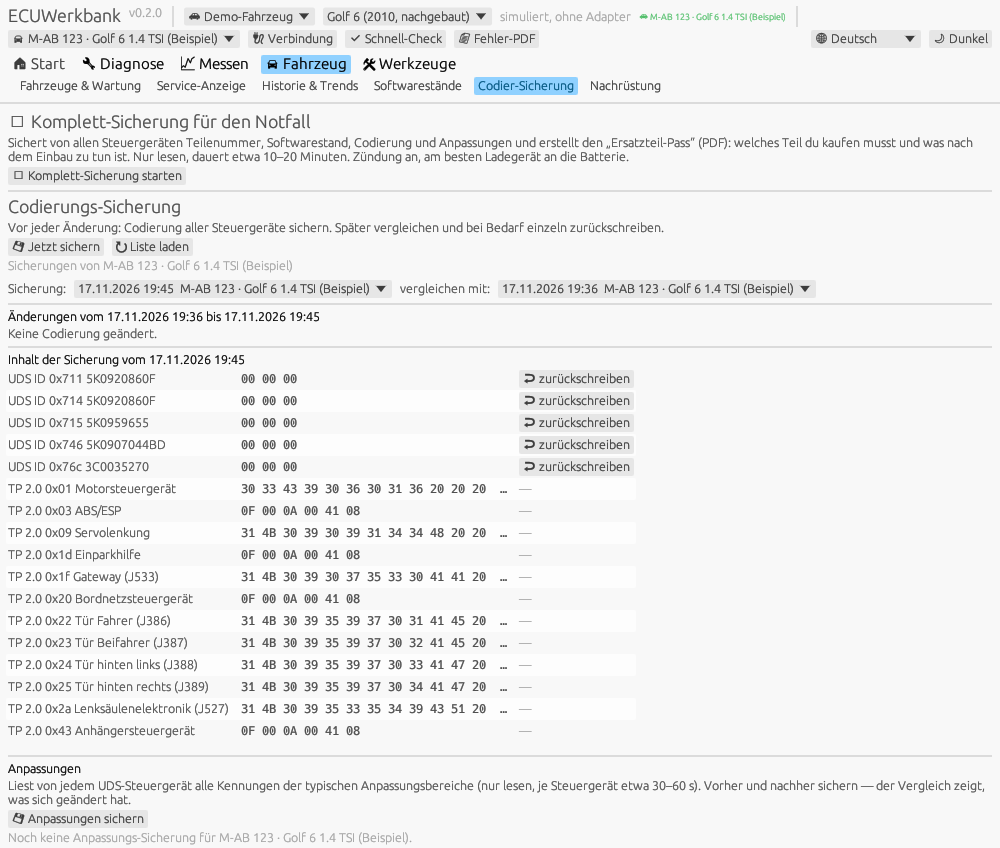 ECUWerkbank v0.2.0 Demo-Fahrzeug Golf 6 (2010, nachgebaut) simuliert, ohne Adapter M-AB 123 · Golf 6 1.4 TSI (Beispiel)
M-AB 123 · Golf 6 1.4 TSI (Beispiel) Verbindung Schnell-Check Fehler-PDF Deutsch Dunkel
Start Diagnose Messen Fahrzeug Werkzeuge
Fahrzeuge & Wartung Service-Anzeige Historie & Trends Softwarestände Codier-Sicherung Nachrüstung
Komplett-Sicherung für den Notfall
Sichert von allen Steuergeräten Teilenummer, Softwarestand, Codierung und Anpassungen und erstellt den „Ersatzteil-Pass“ (PDF): welches Teil du kaufen musst und was nach
dem Einbau zu tun ist. Nur lesen, dauert etwa 10–20 Minuten. Zündung an, am besten Ladegerät an die Batterie.
Komplett-Sicherung starten
Codierungs-Sicherung
Vor jeder Änderung: Codierung aller Steuergeräte sichern. Später vergleichen und bei Bedarf einzeln zurückschreiben.
Jetzt sichern Liste laden
Sicherungen von M-AB 123 · Golf 6 1.4 TSI (Beispiel)
Sicherung: 17.11.2026 19:45 M-AB 123 · Golf 6 1.4 TSI (Beispiel) vergleichen mit: 17.11.2026 19:36 M-AB 123 · Golf 6 1.4 TSI (Beispiel)
Änderungen vom 17.11.2026 19:36 bis 17.11.2026 19:45
Keine Codierung geändert.
Inhalt der Sicherung vom 17.11.2026 19:45
UDS ID 0x711 5K0920860F 00 00 00 zurückschreiben
UDS ID 0x714 5K0920860F 00 00 00 zurückschreiben
UDS ID 0x715 5K0959655 00 00 00 zurückschreiben
UDS ID 0x746 5K0907044BD 00 00 00 zurückschreiben
UDS ID 0x76c 3C0035270 00 00 00 zurückschreiben
TP 2.0 0x01 Motorsteuergerät 30 33 43 39 30 36 30 31 36 20 20 20 … —
TP 2.0 0x03 ABS/ESP 0F 00 0A 00 41 08 —
TP 2.0 0x09 Servolenkung 31 4B 30 39 30 39 31 34 34 48 20 20 … —
TP 2.0 0x1d Einparkhilfe 0F 00 0A 00 41 08 —
TP 2.0 0x1f Gateway (J533) 31 4B 30 39 30 37 35 33 30 41 41 20 … —
TP 2.0 0x20 Bordnetzsteuergerät 0F 00 0A 00 41 08 —
TP 2.0 0x22 Tür Fahrer (J386) 31 4B 30 39 35 39 37 30 31 41 45 20 … —
TP 2.0 0x23 Tür Beifahrer (J387) 31 4B 30 39 35 39 37 30 32 41 45 20 … —
TP 2.0 0x24 Tür hinten links (J388) 31 4B 30 39 35 39 37 30 33 41 47 20 … —
TP 2.0 0x25 Tür hinten rechts (J389) 31 4B 30 39 35 39 37 30 34 41 47 20 … —
TP 2.0 0x2a Lenksäulenelektronik (J527) 31 4B 30 39 35 33 35 34 39 43 51 20 … —
TP 2.0 0x43 Anhängersteuergerät 0F 00 0A 00 41 08 —
Anpassungen
Liest von jedem UDS-Steuergerät alle Kennungen der typischen Anpassungsbereiche (nur lesen, je Steuergerät etwa 30–60 s). Vorher und nachher sichern — der Vergleich zeigt,
was sich geändert hat.
Anpassungen sichern
Noch keine Anpassungs-Sicherung für M-AB 123 · Golf 6 1.4 TSI (Beispiel).